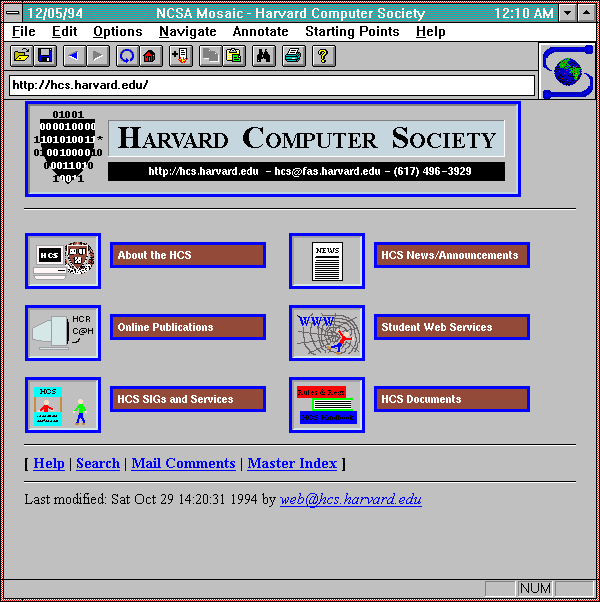 12/05/94 NCSA Mosaic - Harvard Computer Society 12:10 AM
File Edit Options Navigate Annotate Starting Points Help
http://hcs.harvard.edu/
01001
000010000
1101010011*
01001000010
00011010
10011
HARVARD COMPUTER SOCIETY
http://hcs.harvard.edu - hcs@fas.harvard.edu - (617) 496-3929
HCS
About the HCS
NEWS
HCS News/Announcements
HCR
C@H
Online Publications
WWW
Student Web Services
HCS
HCS SIGs and Services
Rules & Regs
HCS Documents
[ Help | Search | Mail Comments | Master Index ]
Last modified: Sat Oct 29 14:20:31 1994 by web@hcs.harvard.edu
NUM